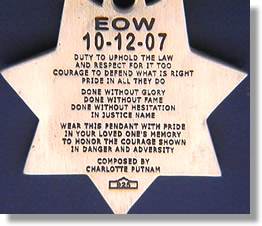 EOW
10-12-07
DUTY TO UPHOLD THE LAW
AND RESPECT FOR IT TOO
COURAGE TO DEFEND WHAT IS RIGHT
PRIDE IN ALL THEY DO
DONE WITHOUT GLORY
DONE WITHOUT FAME
DONE WITHOUT HESITATION
IN JUSTICE NAME
WEAR THIS PENDANT WITH PRIDE
IN YOUR LOVED ONE'S MEMORY
TO HONOR THE COURAGE SHOWN
IN DANGER AND ADVERSITY
COMPOSED BY
CHARLOTTE PUTNAM
925